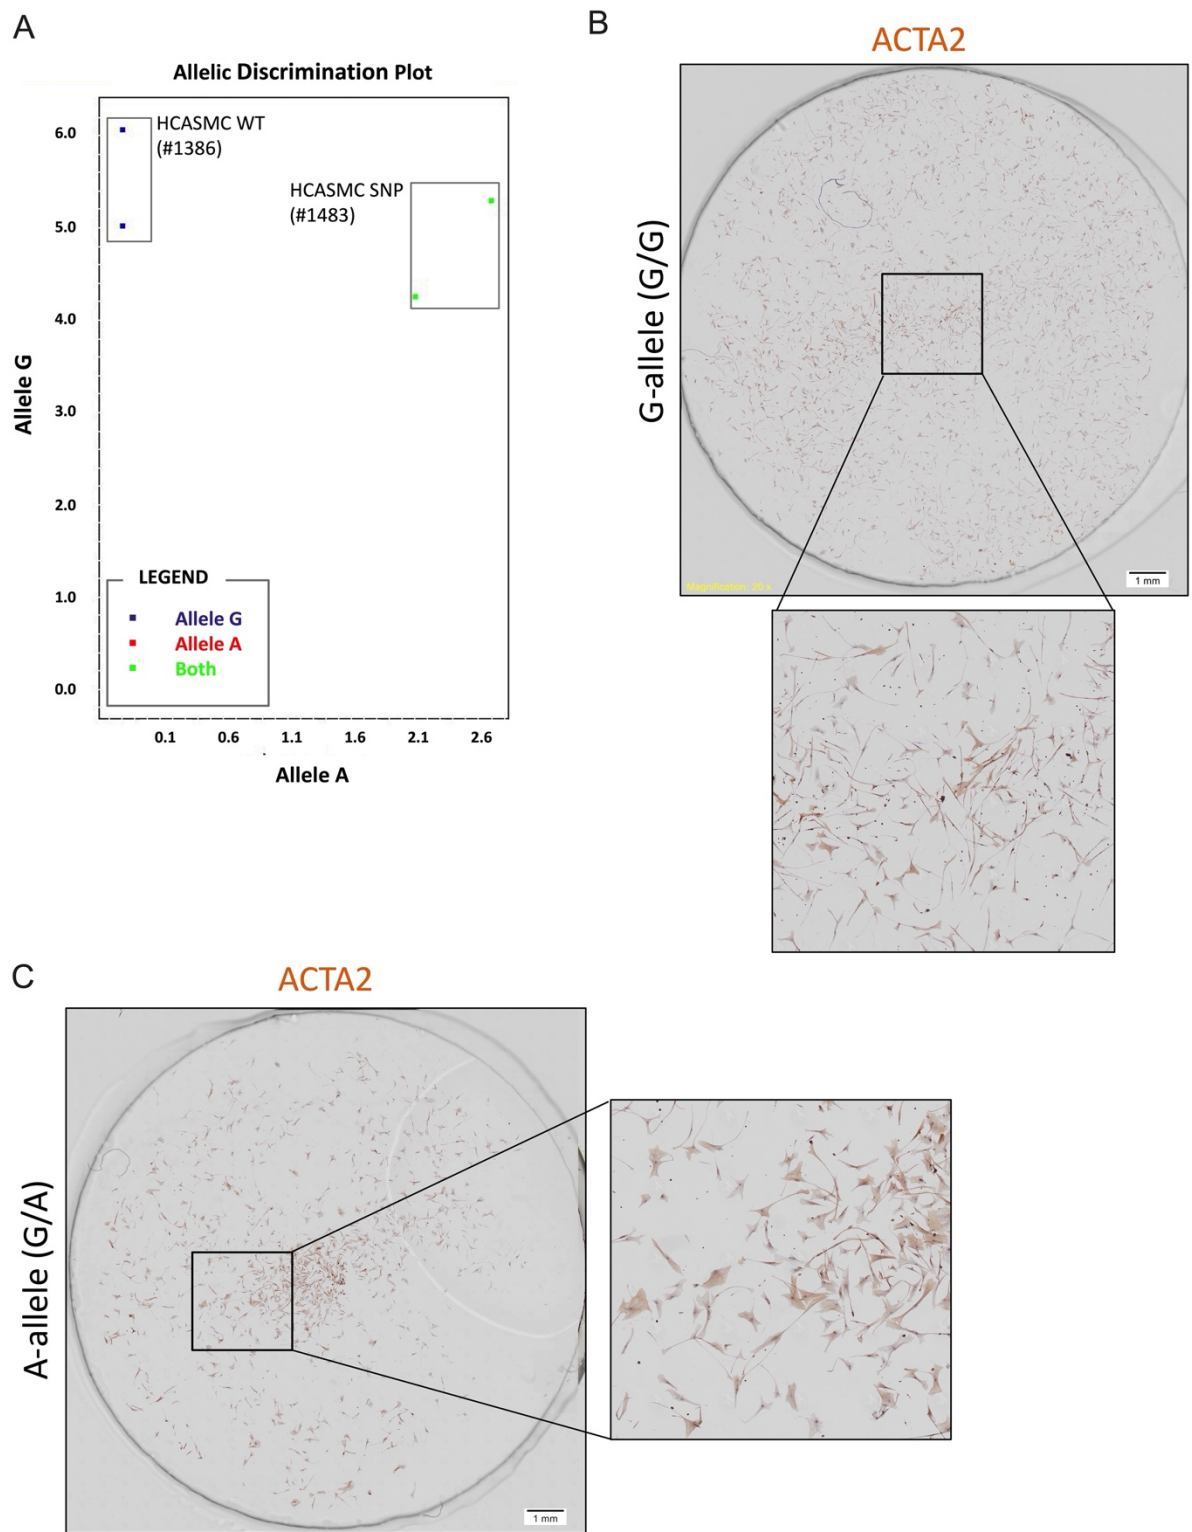 A
Allelic Discrimination Plot
HCASMC WT
(#1386)
HCASMC SNP
(#1483)
6.0
5.0
4.0
3.0
2.0
1.0
0.0
Allele G
LEGEND
Allele G
Allele A
Both
0.1 0.6 1.1 1.6 2.1 2.6
Allele A
B
ACTA2
G-allele (G/G)
Magnification: 20 x
1 mm
C
ACTA2
A-allele (G/A)
1 mm